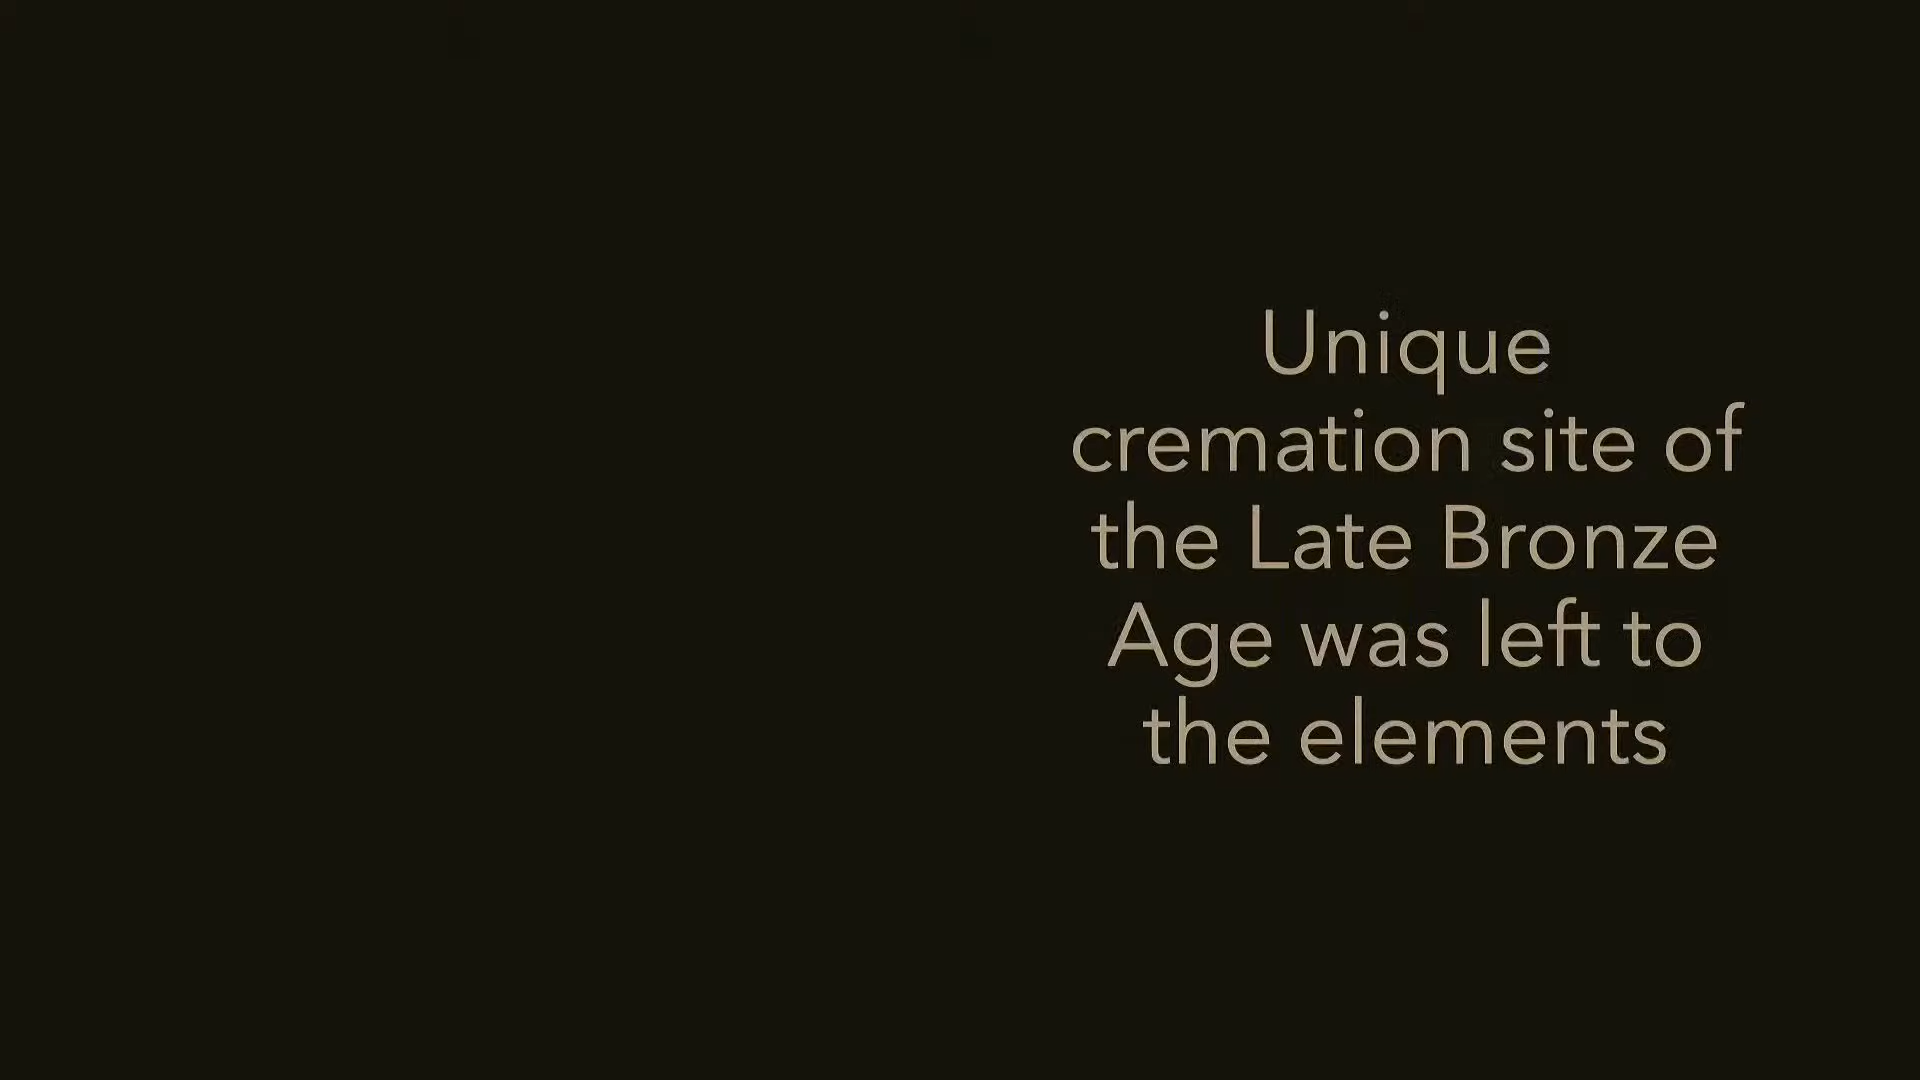 Unique
cremation site of
the Late Bronze
Age was left to
the elements